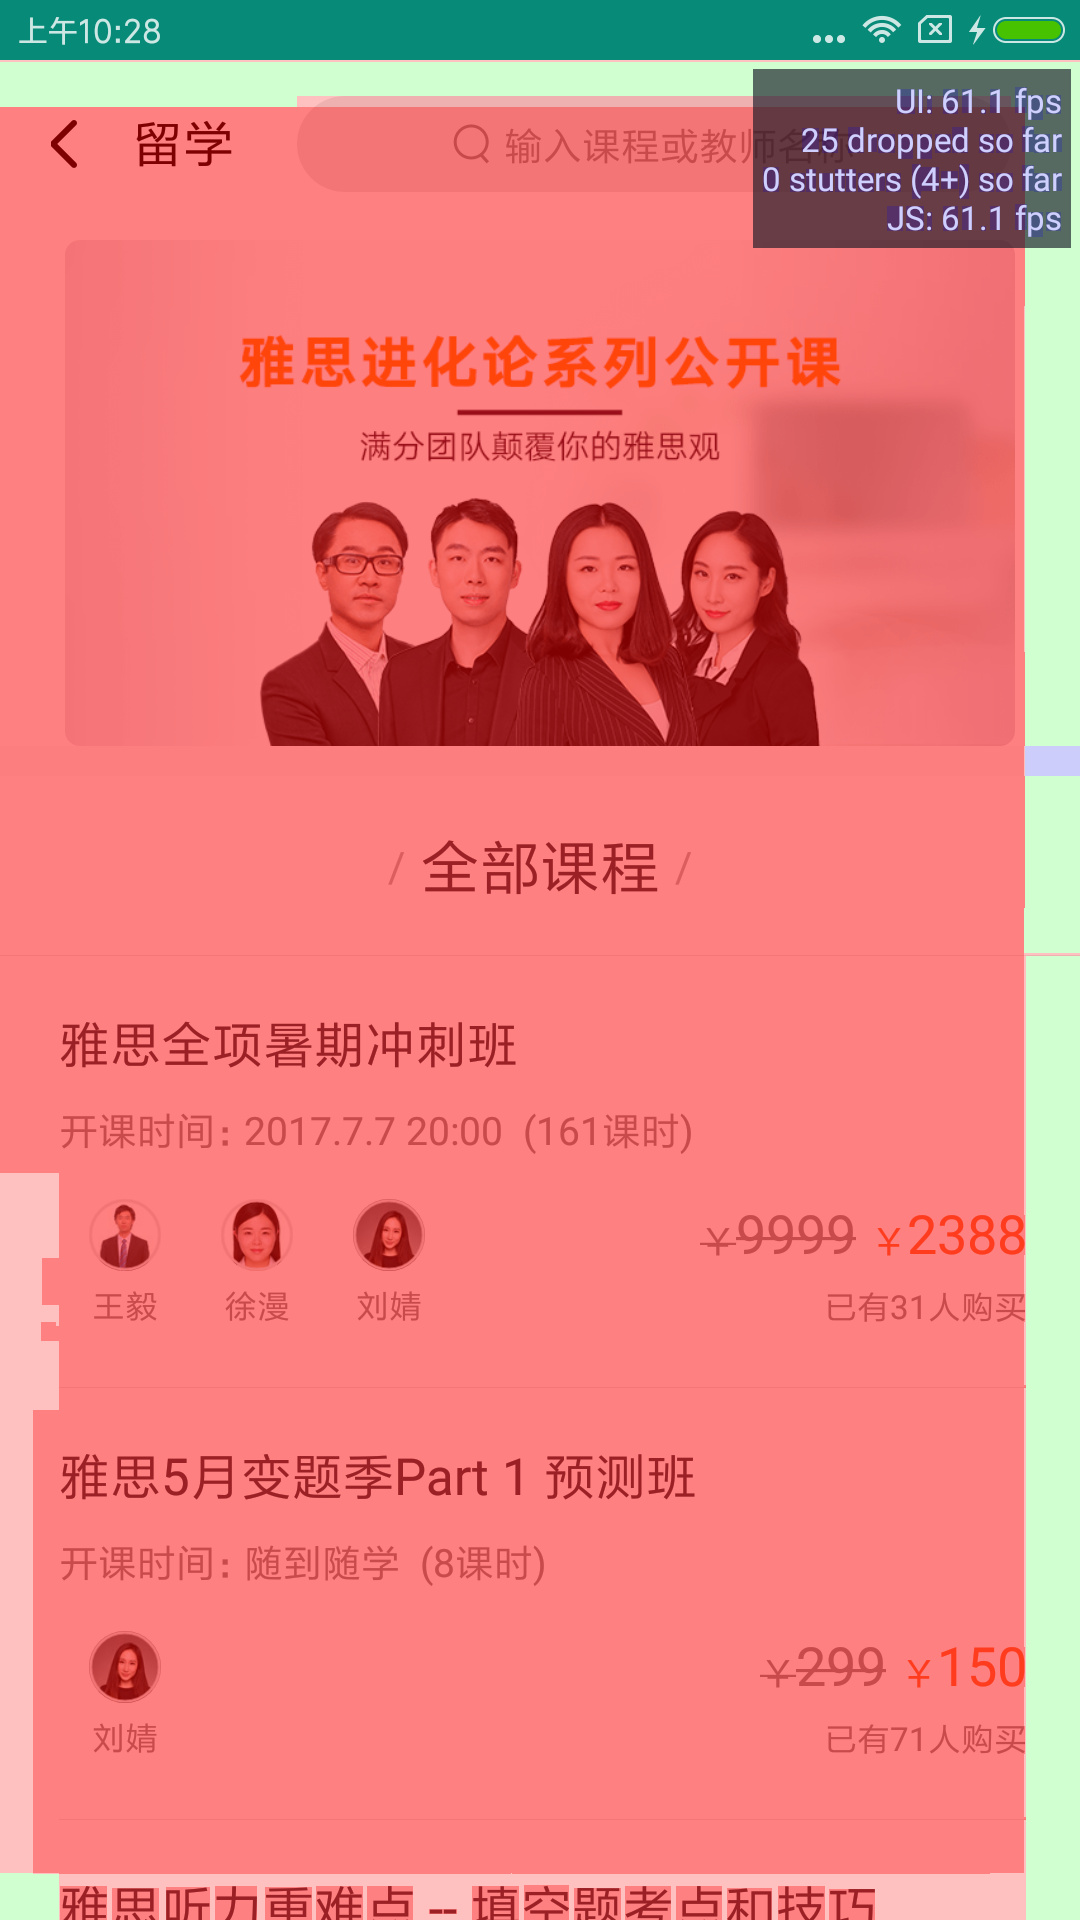 上午10:28
UI: 61.1 fps
25 dropped so far
0 stutters (4+) so far
JS: 61.1 fps
留学
输入课程或教师名称
雅思进化论系列公开课
满分团队颠覆你的雅思观
/ 全部课程 /
雅思全项暑期冲刺班
开课时间: 2017.7.7 20:00 (161课时)
¥9999 ¥2388
王毅 徐漫 刘婧 已有31人购买
雅思5月变题季Part 1 预测班
开课时间: 随到随学 (8课时)
¥299 ¥150
刘婧 已有71人购买
雅思听力重难点 -- 填空题考点和技巧